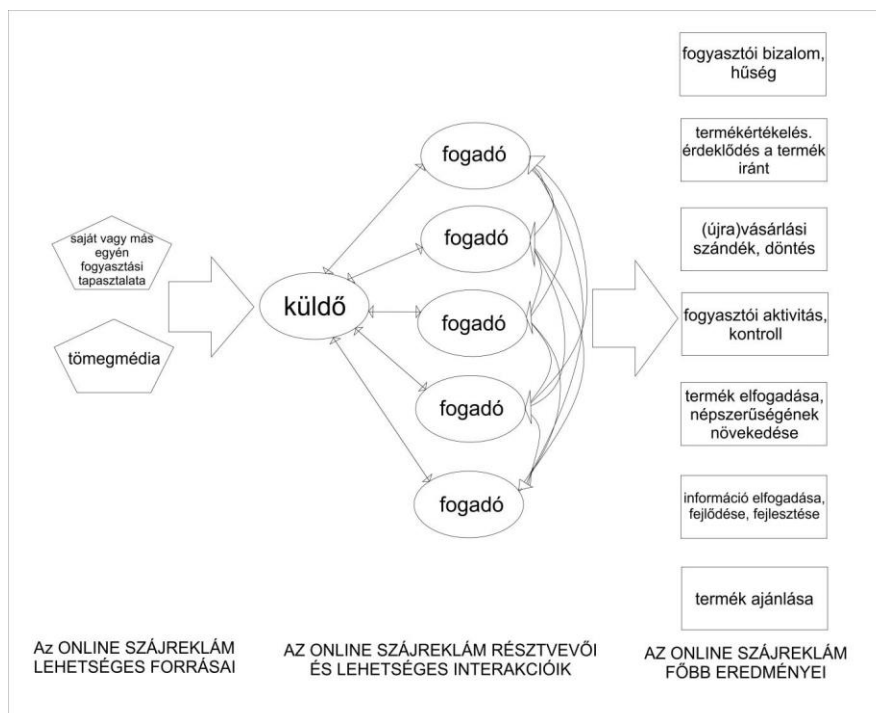 saját vagy más
egyén
fogyasztási
tapasztalata
tömegmédia
küldő
fogadó
fogadó
fogadó
fogadó
fogadó
fogyasztói bizalom,
hűség
termékértékelés.
érdeklődés a termék
iránt
(újra)vásárlási
szándék, döntés
fogyasztói aktivitás,
kontroll
termék elfogadása,
népszerűségének
növekedése
információ elfogadása,
fejlődése, fejlesztése
termék ajánlása
Az ONLINE SZÁJREKLÁM
LEHETSÉGES FORRÁSAI
AZ ONLINE SZÁJREKLÁM RÉSZTVEVŐI
ÉS LEHETSÉGES INTERAKCIÓIK
AZ ONLINE SZÁJREKLÁM
FŐBB EREDMÉNYEI